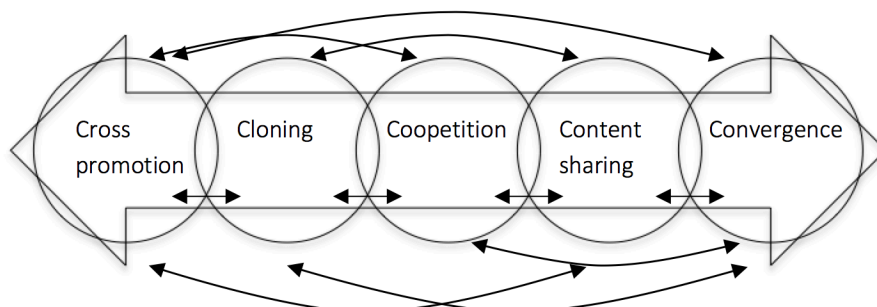 Cross
promotion
Cloning
Coopetition
Content
sharing
Convergence